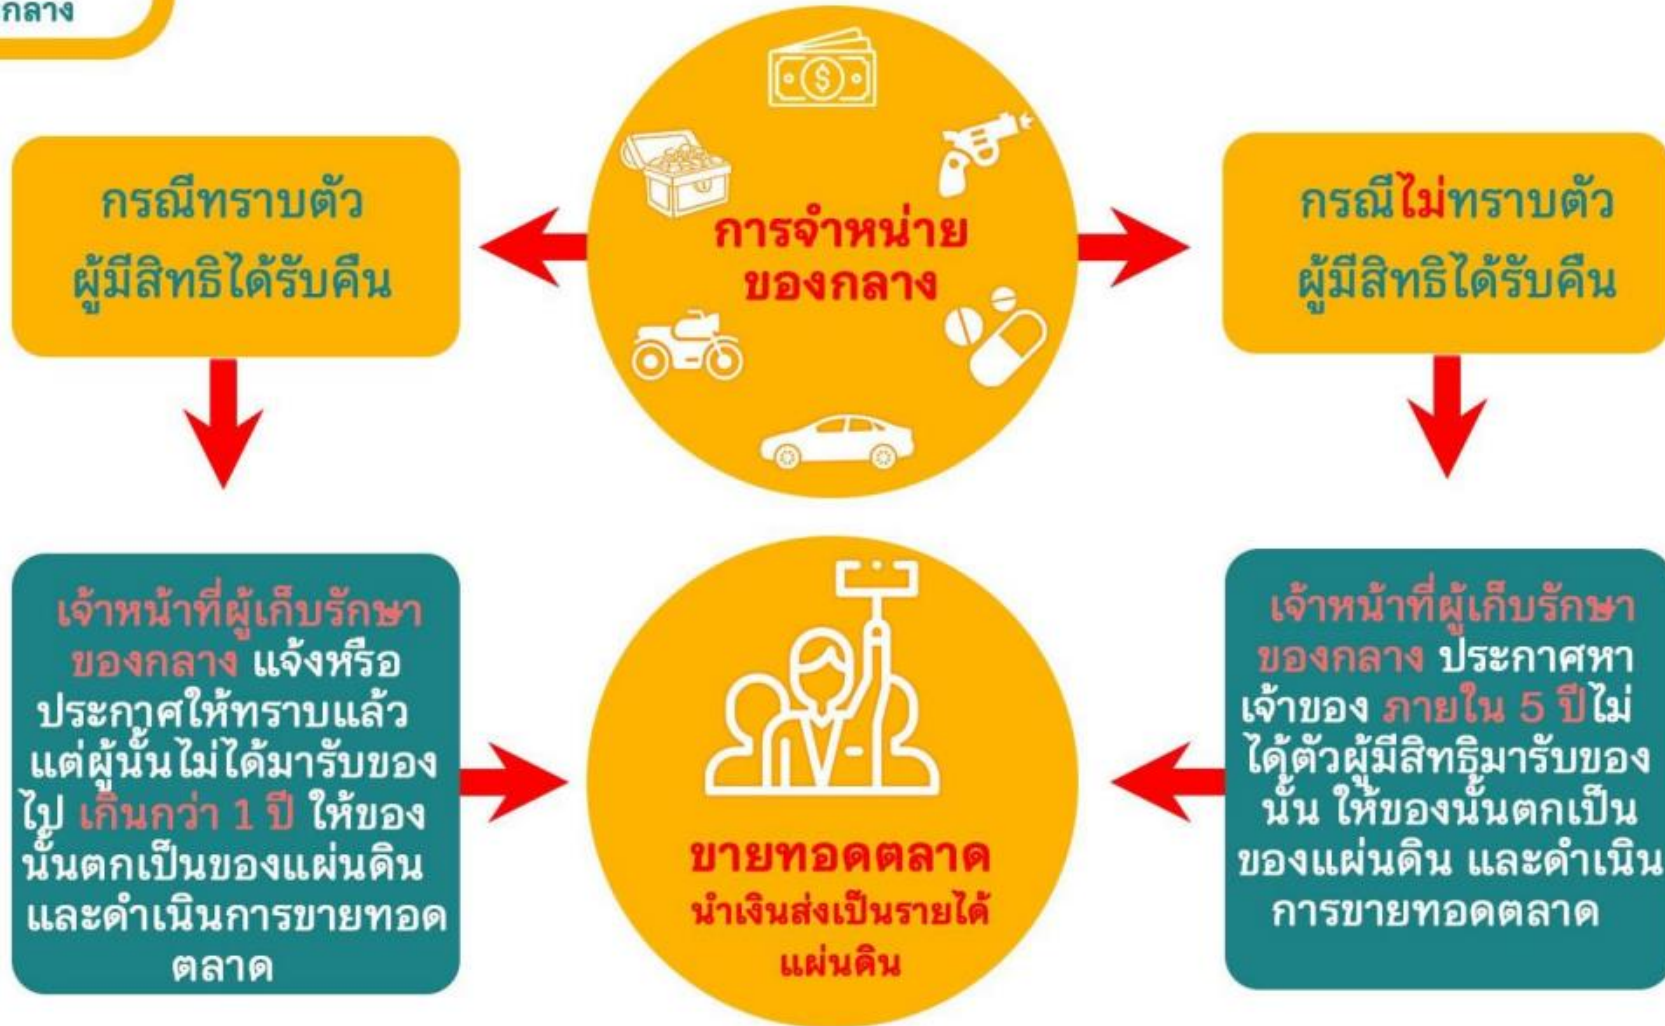 กลาง
การจำหน่าย
ของกลาง
กรณีทราบตัว
ผู้มีสิทธิได้รับคืน
กรณีไม่ทราบตัว
ผู้มีสิทธิได้รับคืน
เจ้าหน้าที่ผู้เก็บรักษา
ของกลาง แจ้งหรือ
ประกาศให้ทราบแล้ว
แต่ผู้นั้นไม่ได้มารับของ
ไป เกินกว่า 1 ปี ให้ของ
นั้นตกเป็นของแผ่นดิน
และดำเนินการขายทอด
ตลาด
ขายทอดตลาด
นำเงินส่งเป็นรายได้
แผ่นดิน
เจ้าหน้าที่ผู้เก็บรักษา
ของกลาง ประกาศหา
เจ้าของ ภายใน 5 ปีไม่
ได้ตัวผู้มีสิทธิมารับของ
นั้น ให้ของนั้นตกเป็น
ของแผ่นดิน และดำเนิน
การขายทอดตลาด